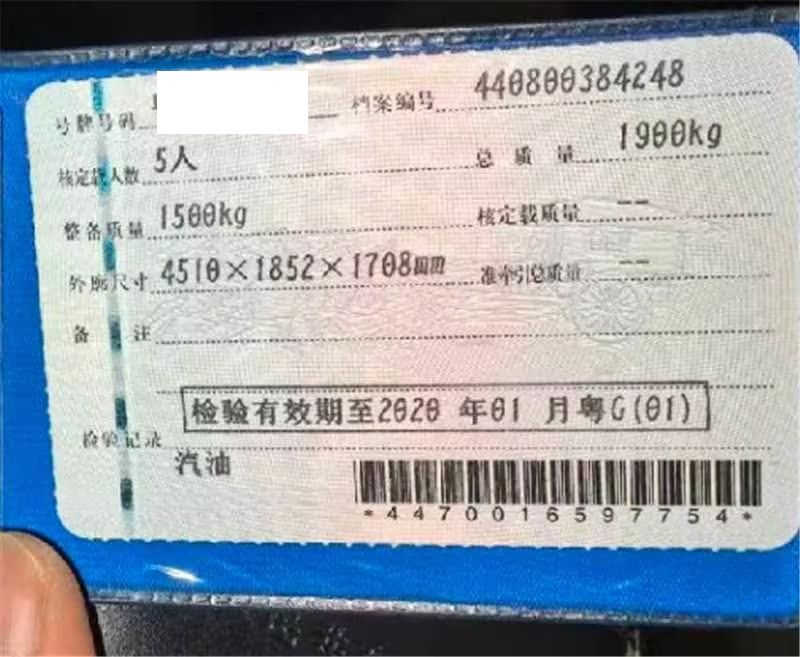 号牌号码 档案编号 440800384248
核定载人数 5人 总质量 1900kg
整备质量 1500kg 核定载质量 --
外廓尺寸 4510×1852×1708mm 准牵引总质量 --
备注
检验有效期至2020年01月粤G(01)
检验记录
汽油
*4470016597754*